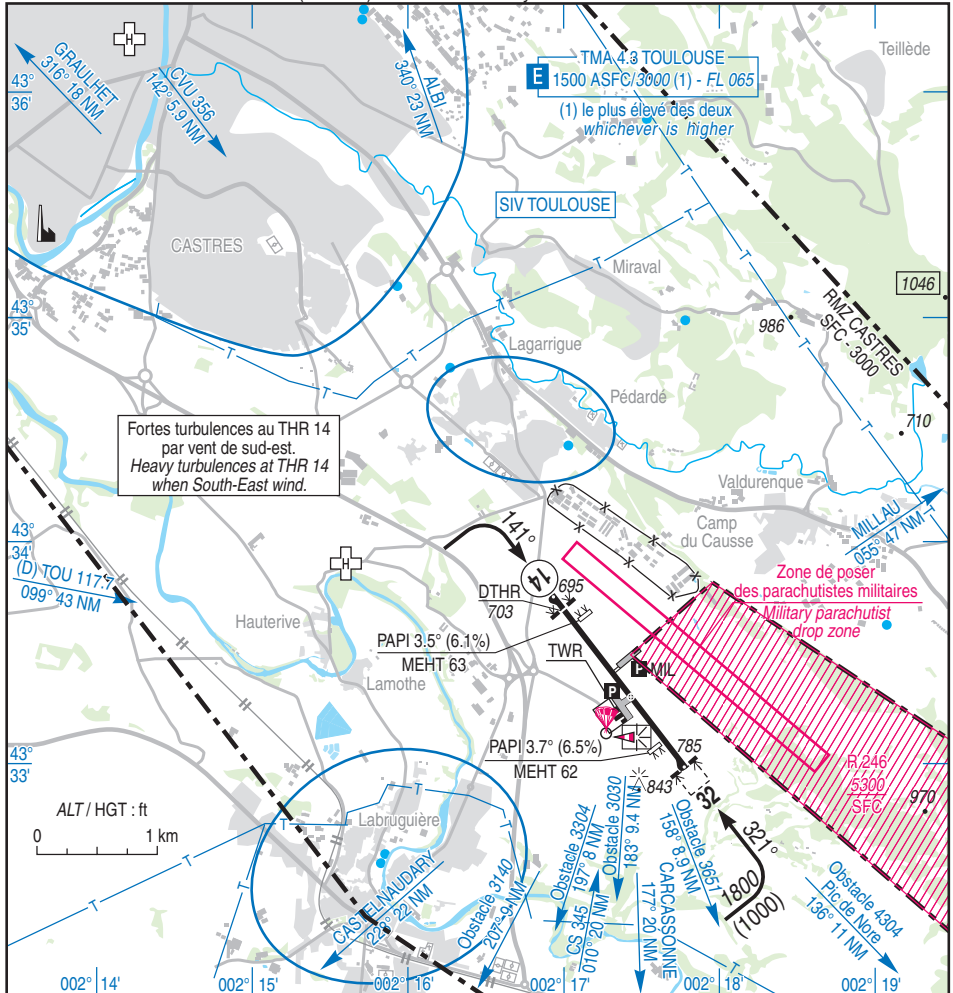 GRAULHET
316° 18 NM
H
CVU 356
142° 5.9 NM
ALBI
340° 23 NM
TMA 4.3 TOULOUSE
E
1500 ASFC/3000 (1) - FL 065
(1) le plus élevé des deux
whichever is higher
Teillède
43°
36'
SIV TOULOUSE
CASTRES
T
T
Miraval
1046
43°
35'
986
RMZ CASTRES
SFC - 3000
Lagarrigue
T
T
Pédardé
710
Fortes turbulences au THR 14
par vent de sud-est.
Heavy turbulences at THR 14
when South-East wind.
Valdurenque
T
MILLAU
055° 47 NM
Camp
du Causse
43°
34'
141°
14
(D) TOU 117.7
099° 43 NM
DTHR
703
695
Zone de poser
des parachutistes militaires
Military parachutist
drop zone
Hauterive
PAPI 3.5° (6.1%)
MEHT 63
TWR
P
MIL
Lamothe
P
43°
33'
PAPI 3.7° (6.5%)
MEHT 62
785
843
32
R 246
5300
SFC
970
ALT / HGT : ft
0
1 km
Labruguière
T
T
T
T
321°
1800
(1000)
CASTELNAUDARY
228° 22 NM
Obstacle 3140
207° 9 NM
Obstacle 3304
197° 8 NM
CS 345
010° 20 NM
Obstacle 3030
183° 9.4 NM
CARCASSONNE
177° 20 NM
Obstacle 3651
158° 8.9 NM
Obstacle 4304
Pic de Nore
136° 11 NM
002° 14'
002° 15'
002° 16'
002° 17'
002° 18'
002° 19'